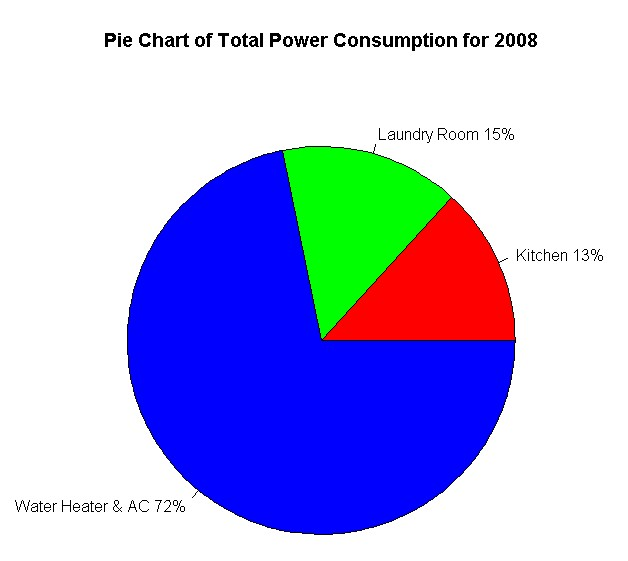 Pie Chart of Total Power Consumption for 2008
Laundry Room 15%
Kitchen 13%
Water Heater & AC 72%